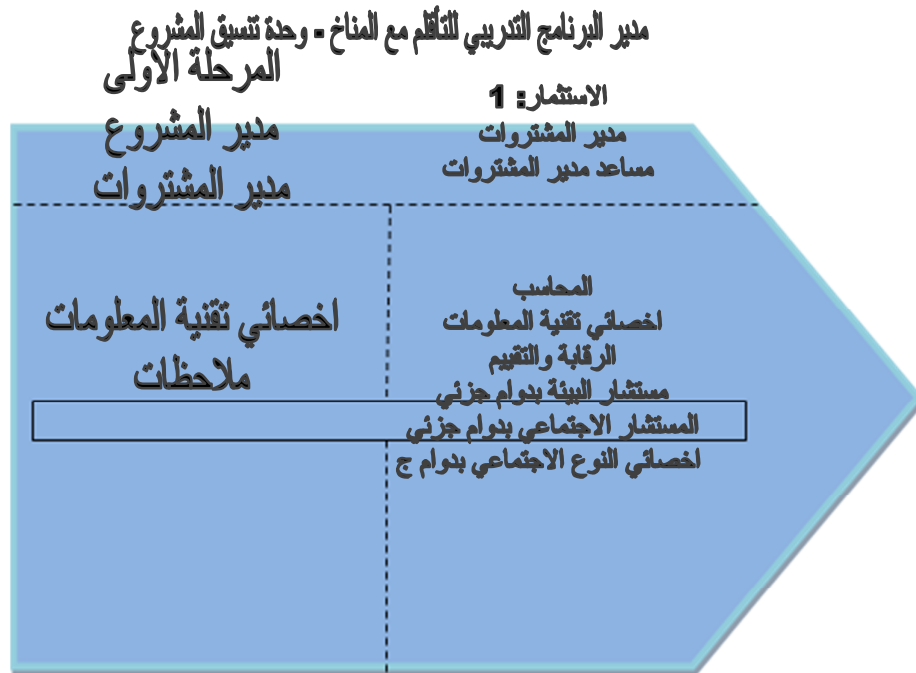 مدير البرنامج التدريبي للتأقلم مع المناخ - وحدة تنسيق المشروع
الاستثمار: 1
مدير المشتروات
مساعد مدير المشتروات
المحاسب
اخصائي تقنية المعلومات
الرقابة والتقييم
مستشار البيئة بدوام جزئي
المستشار الاجتماعي بدوام جزئي
اخصائي النوع الاجتماعي بدوام ج
المرحلة الاولى
مدير المشروع
مدير المشتروات
اخصائي تقنية المعلومات
ملاحظات